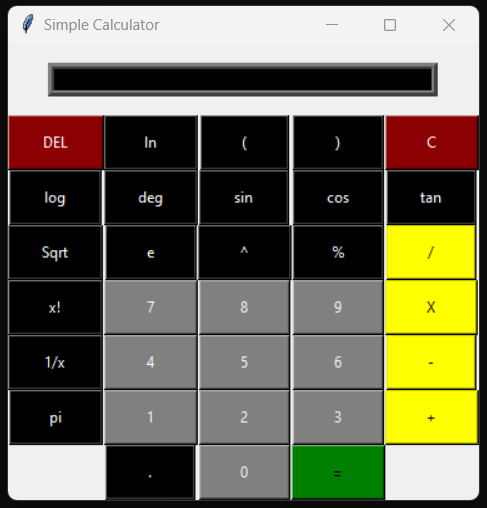 Simple Calculator
DEL ln ( ) C
log deg sin cos tan
Sqrt e ^ % /
x! 7 8 9 X
1/x 4 5 6 -
pi 1 2 3 +
. 0 =